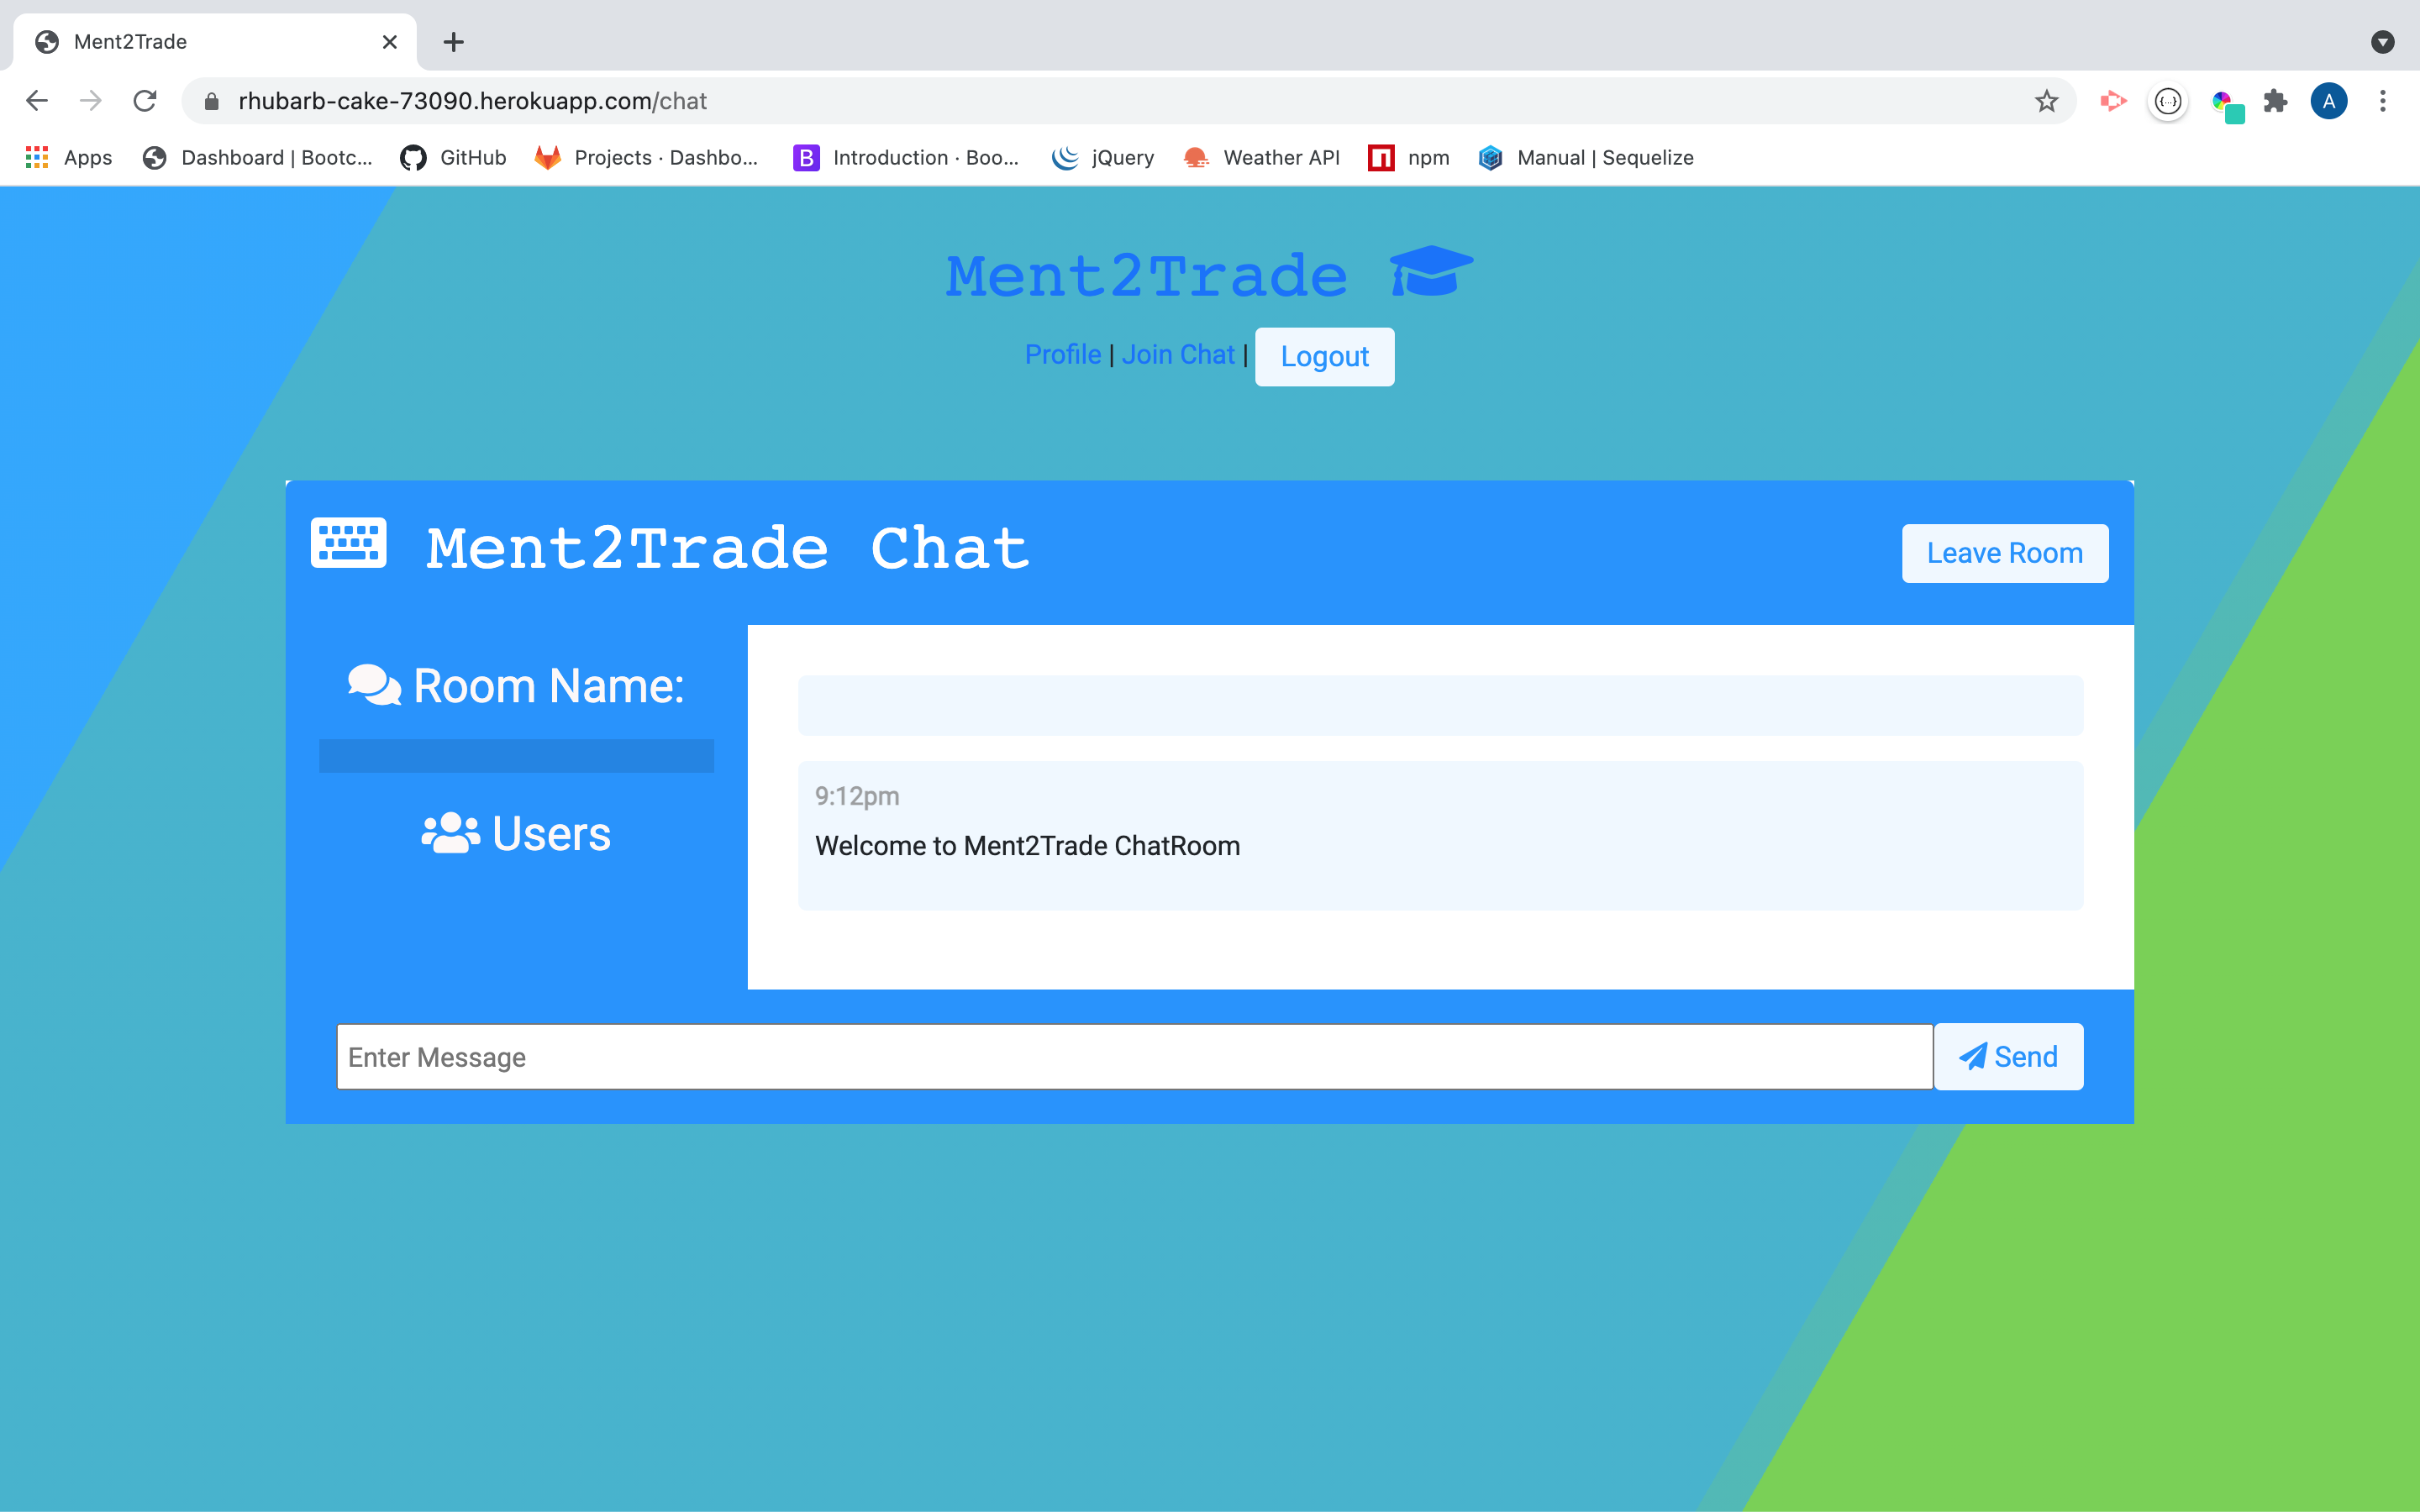 Ment2Trade
rhubarb-cake-73090.herokuapp.com/chat
A
Apps
Dashboard | Bootc...
GitHub
Projects · Dashbo...
B
Introduction · Boo...
jQuery
Weather API
npm
Manual | Sequelize
Ment2Trade
Profile | Join Chat | Logout
Ment2Trade Chat
Leave Room
Room Name:
Users
9:12pm
Welcome to Ment2Trade ChatRoom
Enter Message
Send